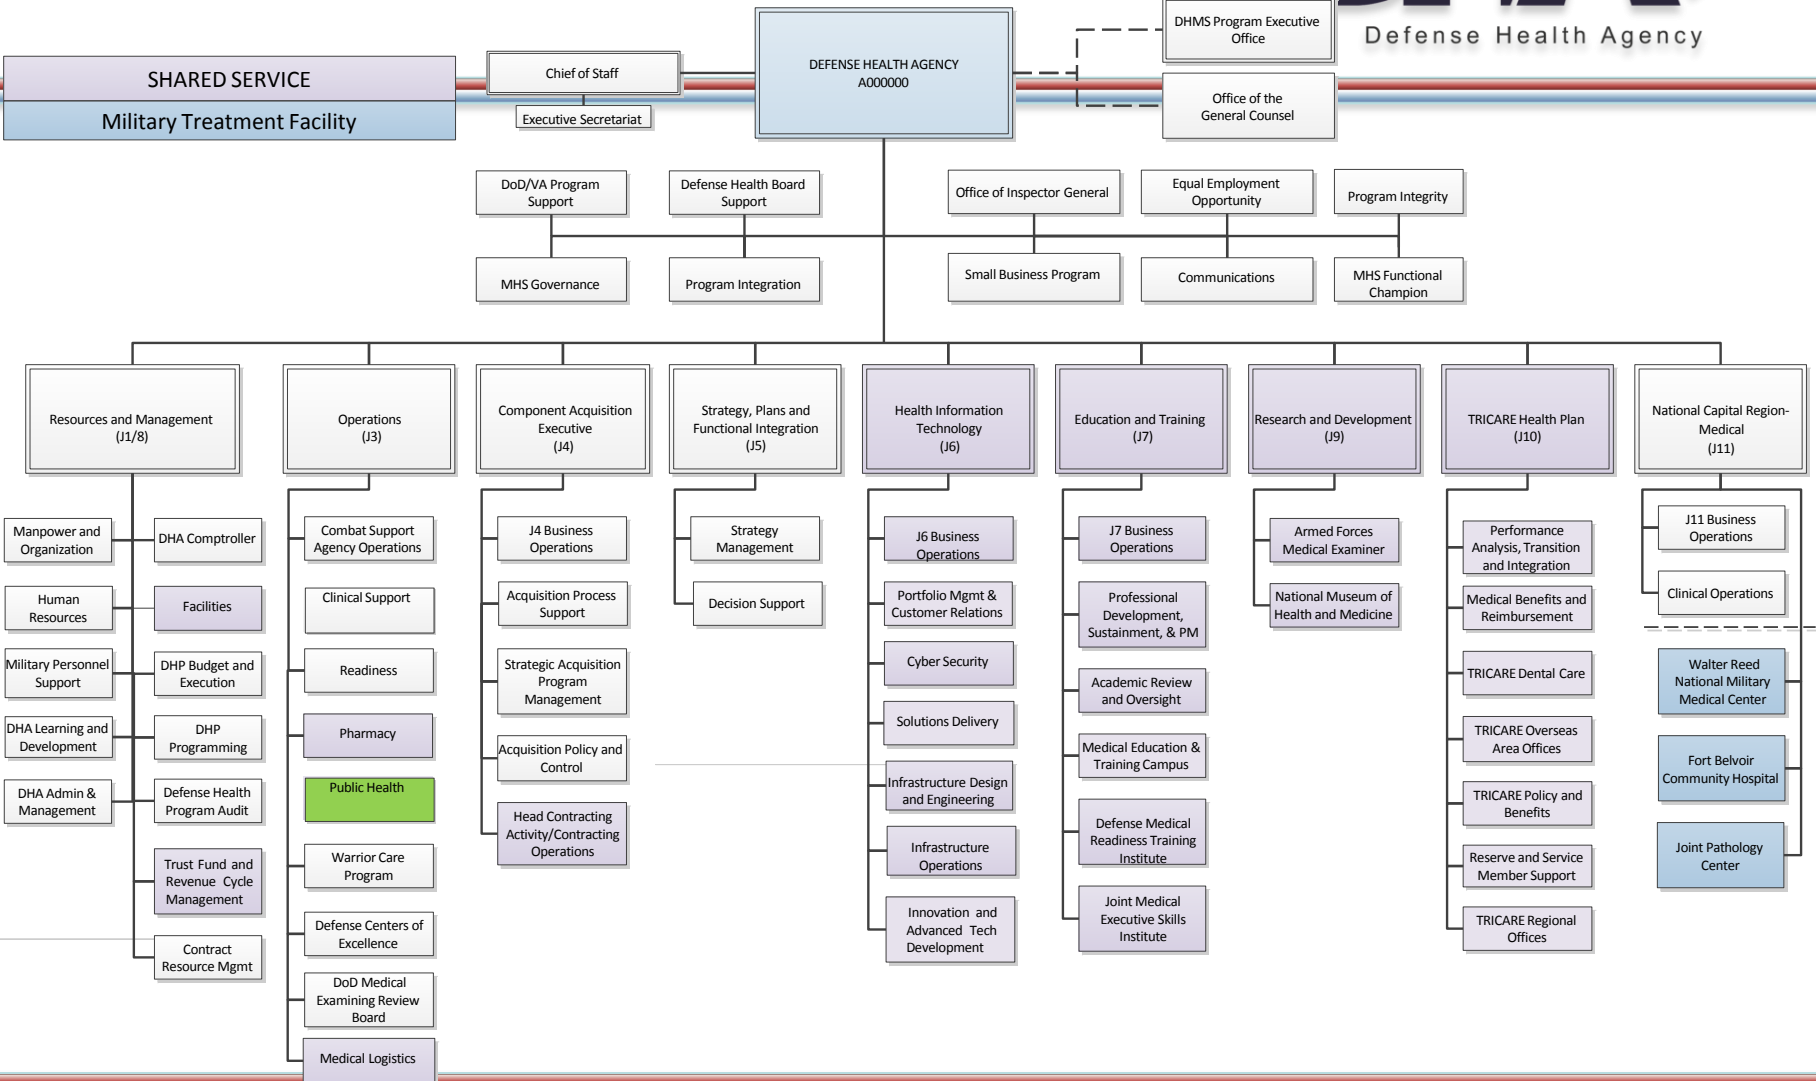 DHMS Program Executive
Office
Defense Health Agency
SHARED SERVICE
Military Treatment Facility
Chief of Staff
Executive Secretariat
DEFENSE HEALTH AGENCY
A000000
Office of the
General Counsel
DoD/VA Program
Support
Defense Health Board
Support
Office of Inspector General
Equal Employment
Opportunity
Program Integrity
MHS Governance
Program Integration
Small Business Program
Communications
MHS Functional
Champion
Resources and Management
(J1/8)
Operations
(J3)
Component Acquisition
Executive
(J4)
Strategy, Plans and
Functional Integration
(J5)
Health Information
Technology
(J6)
Education and Training
(J7)
Research and Development
(J9)
TRICARE Health Plan
(J10)
National Capital Region-
Medical
(J11)
Manpower and
Organization
Human
Resources
Military Personnel
Support
DHA Learning and
Development
DHA Admin &
Management
DHA Comptroller
Facilities
DHP Budget and
Execution
DHP
Programming
Defense Health
Program Audit
Trust Fund and
Revenue Cycle
Management
Contract
Resource Mgmt
Combat Support
Agency Operations
Clinical Support
Readiness
Pharmacy
Public Health
Warrior Care
Program
Defense Centers of
Excellence
DoD Medical
Examining Review
Board
Medical Logistics
J4 Business
Operations
Acquisition Process
Support
Strategic Acquisition
Program
Management
Acquisition Policy and
Control
Head Contracting
Activity/Contracting
Operations
Strategy
Management
Decision Support
J6 Business
Operations
Portfolio Mgmt &
Customer Relations
Cyber Security
Solutions Delivery
Infrastructure Design
and Engineering
Infrastructure
Operations
Innovation and
Advanced Tech
Development
J7 Business
Operations
Professional
Development,
Sustainment, & PM
Academic Review
and Oversight
Medical Education &
Training Campus
Defense Medical
Readiness Training
Institute
Joint Medical
Executive Skills
Institute
Armed Forces
Medical Examiner
National Museum of
Health and Medicine
Performance
Analysis, Transition
and Integration
Medical Benefits and
Reimbursement
TRICARE Dental Care
TRICARE Overseas
Area Offices
TRICARE Policy and
Benefits
Reserve and Service
Member Support
TRICARE Regional
Offices
J11 Business
Operations
Clinical Operations
Walter Reed
National Military
Medical Center
Fort Belvoir
Community Hospital
Joint Pathology
Center